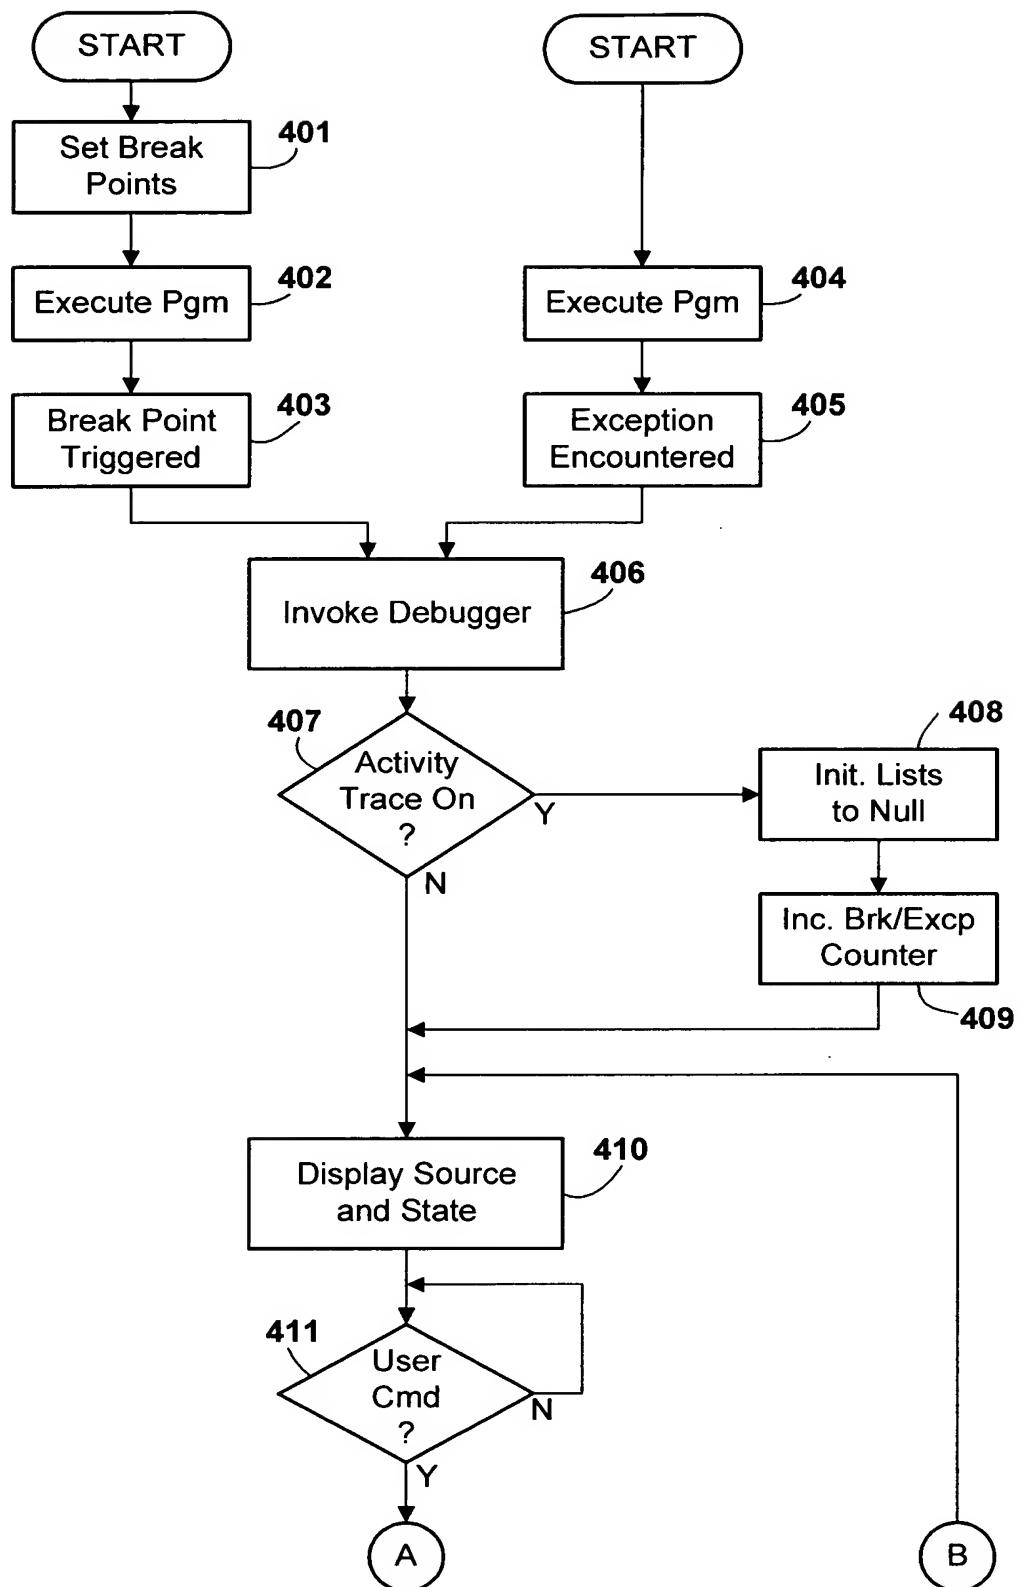 START
START
401
Set Break
Points
402
Execute Pgm
404
Execute Pgm
403
Break Point
Triggered
405
Exception
Encountered
406
Invoke Debugger
407
Activity
Trace On
?
Y
N
408
Init. Lists
to Null
Inc. Brk/Excp
Counter
409
410
Display Source
and State
411
User
Cmd
?
N
Y
A
B